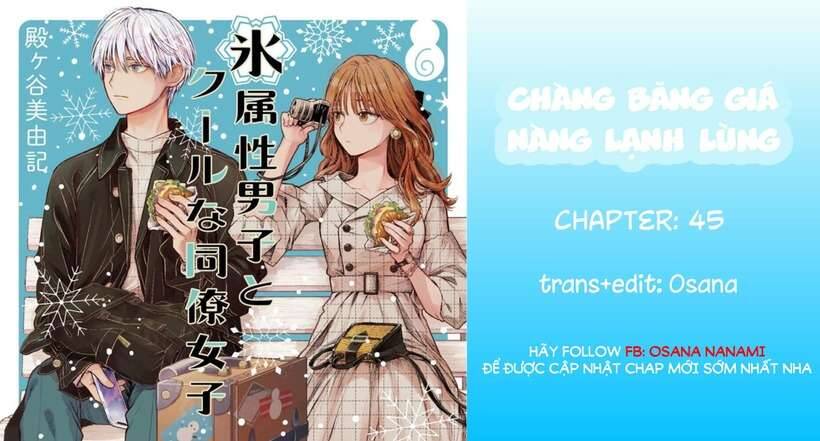 氷属性男子と
クールな同僚女子
殿ヶ谷美由記
6
CHÀNG BĂNG GIÁ
NÀNG LẠNH LÙNG
CHAPTER: 45
trans+edit: Osana
HÃY FOLLOW FB: OSANA NANAMI
ĐỂ ĐƯỢC CẬP NHẬT CHAP MỚI SỚM NHẤT NHA